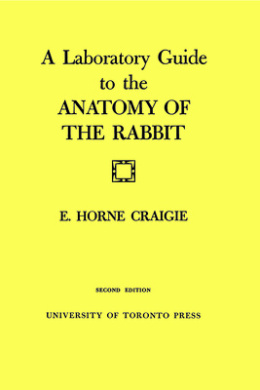 A Laboratory Guide
to the
ANATOMY OF
THE RABBIT
E. HORNE CRAIGIE
SECOND EDITION
UNIVERSITY OF TORONTO PRESS